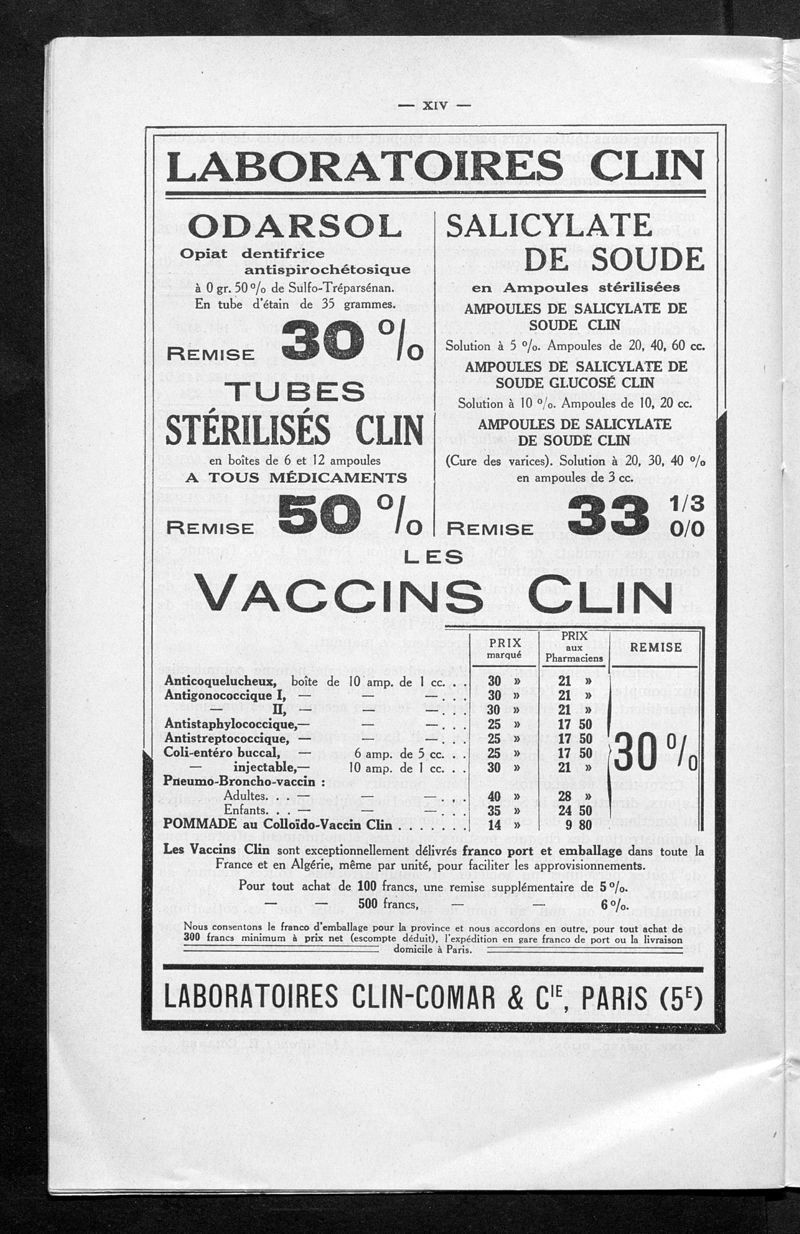 — XIV —
LABORATOIRES CLIN
ODARSOL
Opiat dentifrice
antispirochétosique
à 0 gr. 50 % de Sulfo-Tréparsénan.
En tube d'étain de 35 grammes.
REMISE 30 %
TUBES
STÉRILISÉS CLIN
en boîtes de 6 et 12 ampoules
A TOUS MÉDICAMENTS
REMISE 50 %
SALICYLATE
DE SOUDE
en Ampoules stérilisées
AMPOULES DE SALICYLATE DE
SOUDE CLIN
Solution à 5 %. Ampoules de 20, 40, 60 cc.
AMPOULES DE SALICYLATE DE
SOUDE GLUCOSÉ CLIN
Solution à 10 %. Ampoules de 10, 20 cc.
AMPOULES DE SALICYLATE
DE SOUDE CLIN
(Cure des varices). Solution à 20, 30, 40 %
en ampoules de 3 cc.
REMISE 33 1/3 0/0
LES
VACCINS CLIN
PRIX marqué PRIX aux Pharmaciens REMISE
Anticoquelucheux, boîte de 10 amp. de 1 cc. . . 30 » 21 »
Antigonococcique I, — — —. . . 30 » 21 »
— II, — — —. . . 30 » 21 »
Antistaphylococcique,— — —. . . 25 » 17 50
Antistreptococcique, — — —. . . 25 » 17 50
Coli-entéro buccal, — 6 amp. de 5 cc. . . 25 » 17 50
— injectable,— 10 amp. de 1 cc. . . 30 » 21 »
30 %
Pneumo-Broncho-vaccin :
Adultes. . . — — —. . . 40 » 28 »
Enfants. . . — — —. . . 35 » 24 50
POMMADE au Colloïdo-Vaccin Clin . . . . . . . 14 » 9 80
Les Vaccins Clin sont exceptionnellement délivrés franco port et emballage dans toute la
France et en Algérie, même par unité, pour faciliter les approvisionnements.
Pour tout achat de 100 francs, une remise supplémentaire de 5 %.
— — 500 francs, — — 6 %.
Nous consentons le franco d'emballage pour la province et nous accordons en outre, pour tout achat de
300 francs minimum à prix net (escompte déduit), l'expédition en gare franco de port ou la livraison
domicile à Paris.
LABORATOIRES CLIN-COMAR & CIE, PARIS (5E)